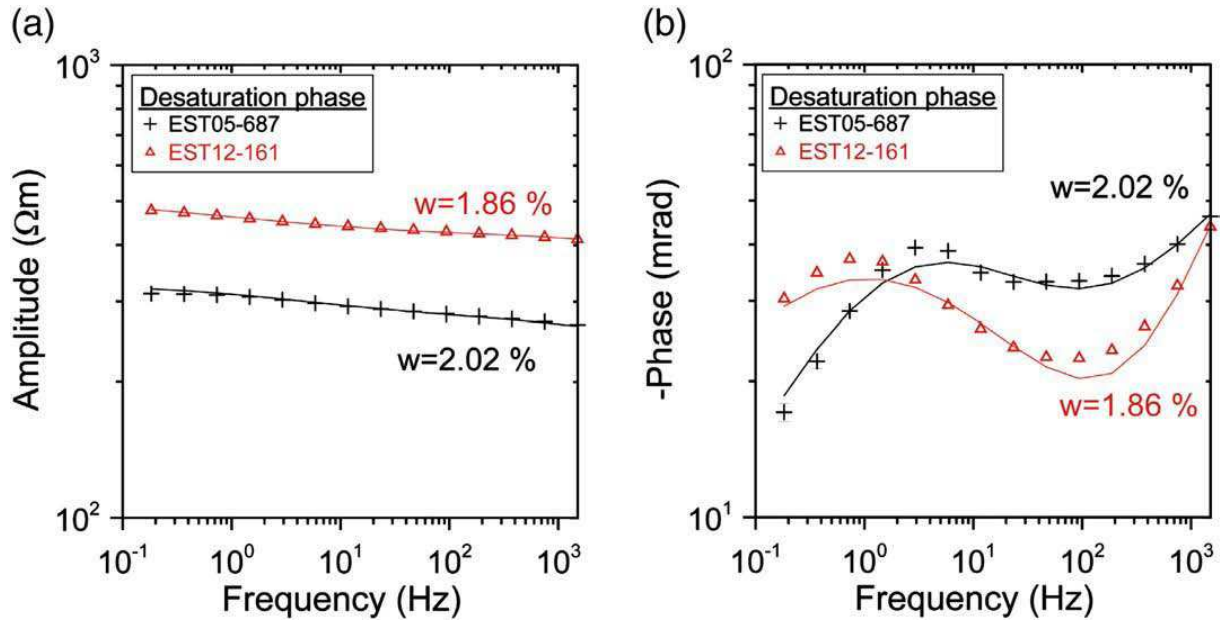 (a)
10³
Desaturation phase
EST05-687
EST12-161
w=1.86 %
w=2.02 %
Amplitude (Ωm)
10²
10⁻¹ 10⁰ 10¹ 10² 10³
Frequency (Hz)
(b)
10²
Desaturation phase
EST05-687
EST12-161
w=2.02 %
w=1.86 %
-Phase (mrad)
10¹
10⁻¹ 10⁰ 10¹ 10² 10³
Frequency (Hz)